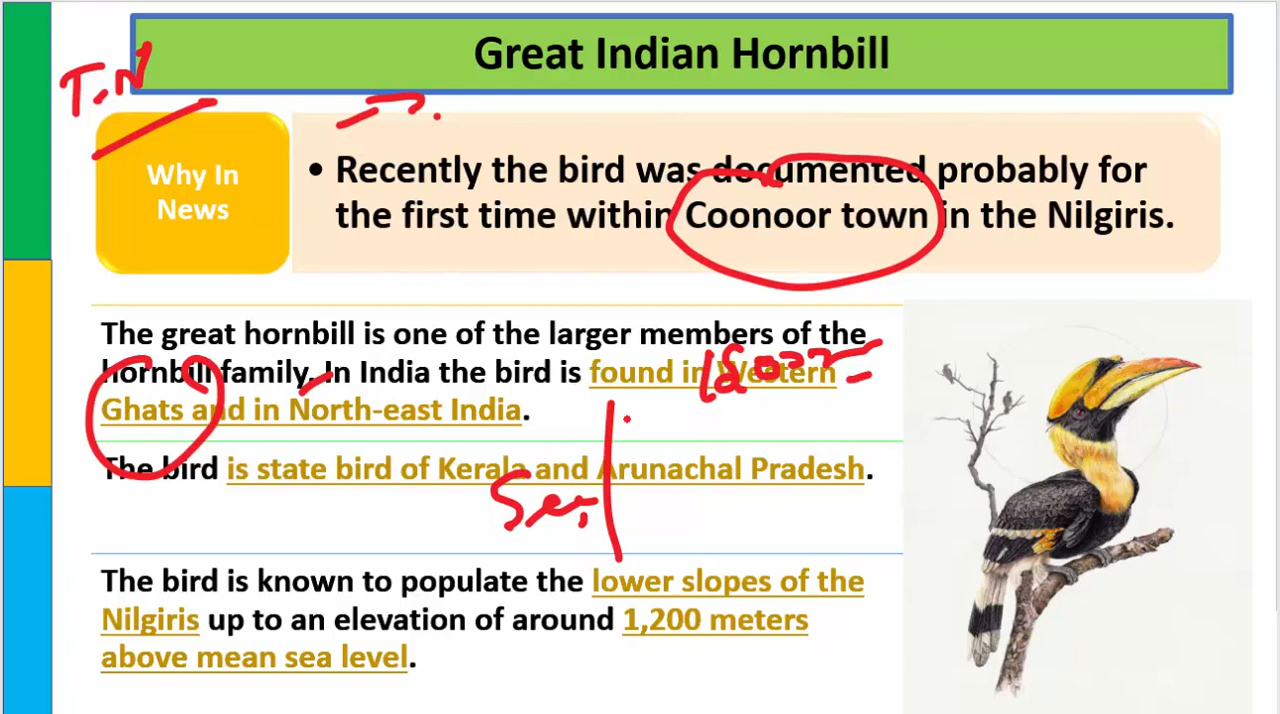 Great Indian Hornbill
T.N
Why In
News
• Recently the bird was documented probably for
the first time within Coonoor town in the Nilgiris.
The great hornbill is one of the larger members of the
hornbill family. In India the bird is found in Western
Ghats and in North-east India.
The bird is state bird of Kerala and Arunachal Pradesh.
The bird is known to populate the lower slopes of the
Nilgiris up to an elevation of around 1,200 meters
above mean sea level.